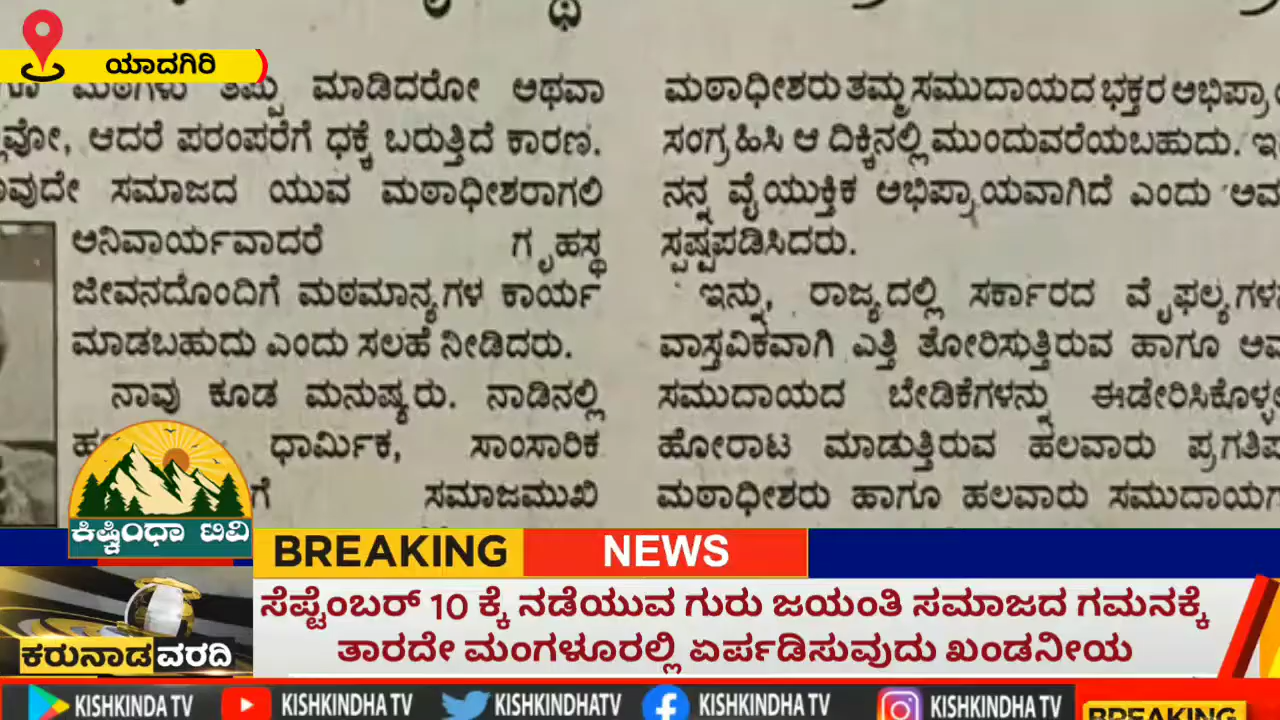 ಯಾದಗಿರಿ
ಮಾಡಿದರೋ ಅಥವಾ
ಆದರೆ ಪರಂಪರೆಗೆ ಧಕ್ಕೆ ಬರುತ್ತಿದೆ ಕಾರಣ.
ಸಮಾಜದ ಯುವ ಮಠಾಧೀಶರಾಗಲಿ
ಅನಿವಾರ್ಯವಾದರೆ ಗೃಹಸ್ಥ
ಜೀವನದೊಂದಿಗೆ ಮಠಮಾನ್ಯಗಳ ಕಾರ್ಯ
ಮಾಡಬಹುದು ಎಂದು ಸಲಹೆ ನೀಡಿದರು.
ನಾವು ಕೂಡ ಮನುಷ್ಯರು. ನಾಡಿನಲ್ಲಿ
ಧಾರ್ಮಿಕ, ಸಾಂಸಾರಿಕ
ಸಮಾಜಮುಖಿ
ಮಠಾಧೀಶರು ತಮ್ಮ ಸಮುದಾಯದ ಭಕ್ತರ
ಸಂಗ್ರಹಿಸಿ ಆ ದಿಕ್ಕಿನಲ್ಲಿ ಮುಂದುವರೆಯಬಹುದು.
ನನ್ನ ವೈಯುಕ್ತಿಕ ಅಭಿಪ್ರಾಯವಾಗಿದೆ ಎಂದು
ಸ್ಪಷ್ಟಪಡಿಸಿದರು.
ಇನ್ನು, ರಾಜ್ಯದಲ್ಲಿ ಸರ್ಕಾರದ
ವಾಸ್ತವಿಕವಾಗಿ ಎತ್ತಿ ತೋರಿಸುತ್ತಿರುವ ಹಾಗೂ
ಸಮುದಾಯದ ಬೇಡಿಕೆಗಳನ್ನು
ಹೋರಾಟ ಮಾಡುತ್ತಿರುವ ಹಲವಾರು
ಮಠಾಧೀಶರು ಹಾಗೂ ಹಲವಾರು
ಕಿಷ್ಕಿಂಧಾ ಟಿವಿ
BREAKING NEWS
ಕರುನಾಡ ವರದಿ
ಸೆಪ್ಟೆಂಬರ್ 10 ಕ್ಕೆ ನಡೆಯುವ ಗುರು ಜಯಂತಿ ಸಮಾಜದ ಗಮನಕ್ಕೆ
ತಾರದೇ ಮಂಗಳೂರಲ್ಲಿ ಏರ್ಪಡಿಸುವುದು ಖಂಡನೀಯ
KISHKINDA TV KISHKINDHA TV KISHKINDHATV KISHKINDHA TV KISHKINDHA TV BREAKING